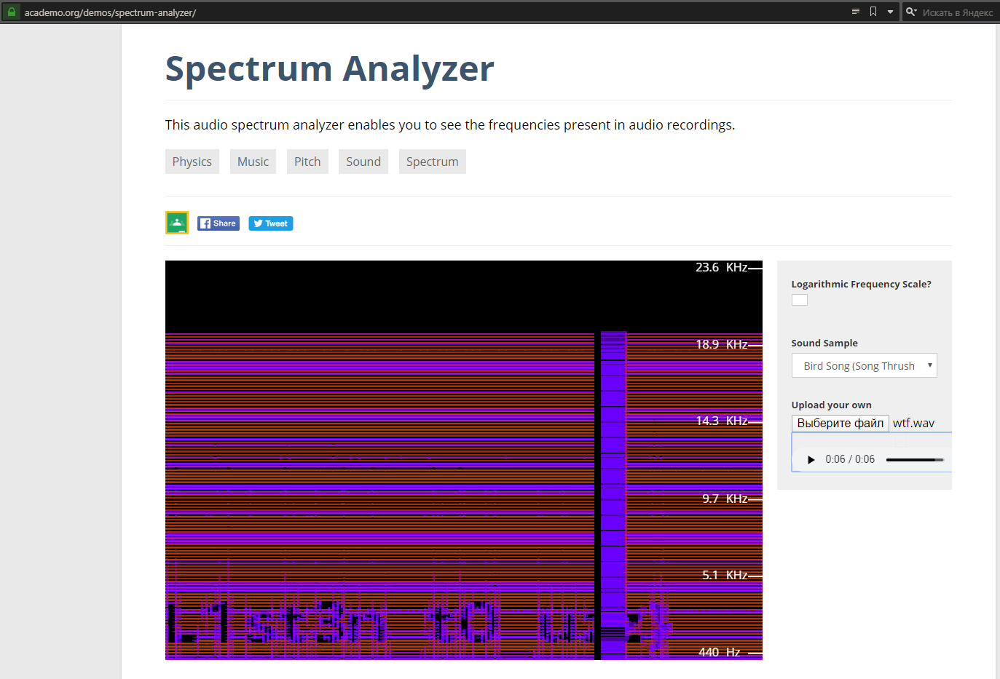 academo.org/demos/spectrum-analyzer/
Искать в Яндекс
Spectrum Analyzer
This audio spectrum analyzer enables you to see the frequencies present in audio recordings.
Physics Music Pitch Sound Spectrum
Share Tweet
23.6 KHz
18.9 KHz
14.3 KHz
9.7 KHz
5.1 KHz
440 Hz
Logarithmic Frequency Scale?
Sound Sample
Bird Song (Song Thrush
Upload your own
Выберите файл wtf.wav
0:06 / 0:06